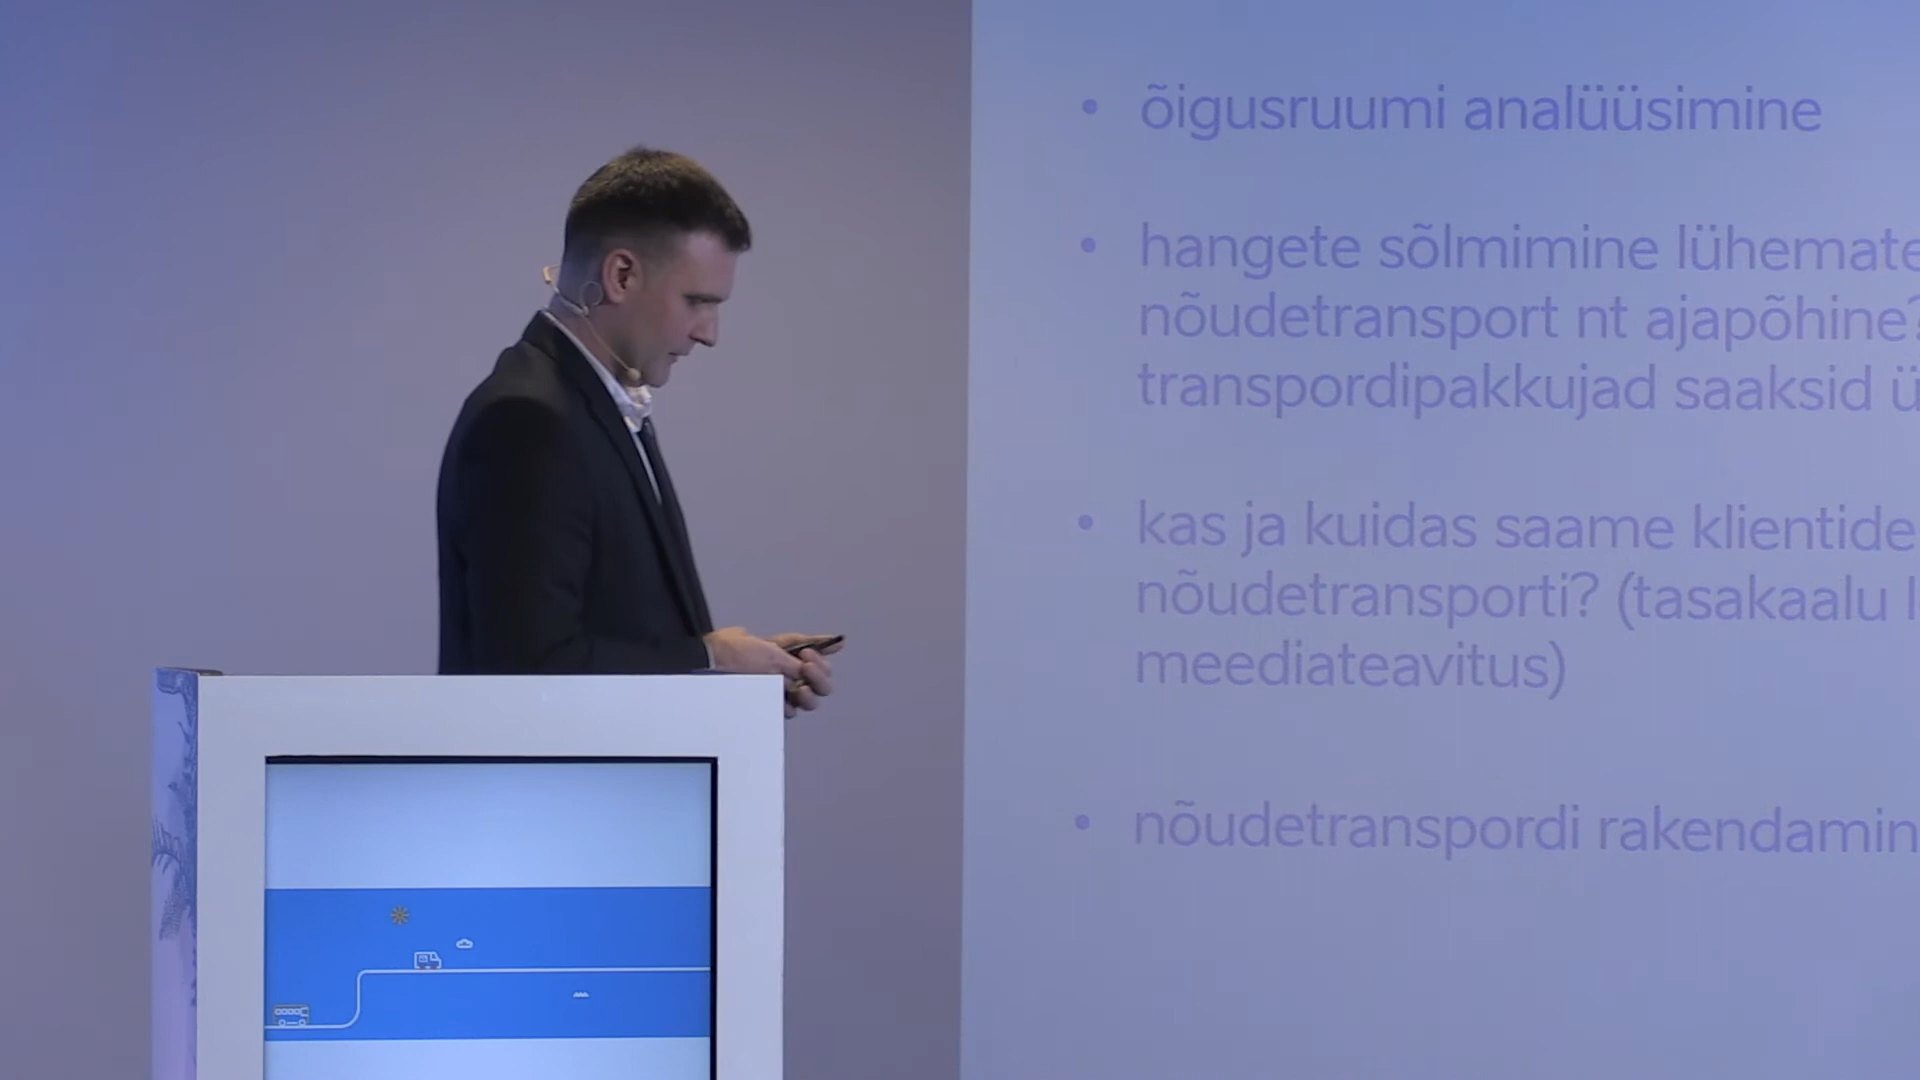 • õigusruumi analüüsimine
• hangete sõlmimine lühemate
nõudetransport nt ajapõhine?
transpordipakkujad saaksid ü
• kas ja kuidas saame klientide
nõudetransporti? (tasakaalu l
meediateavitus)
• nõudetranspordi rakendamin